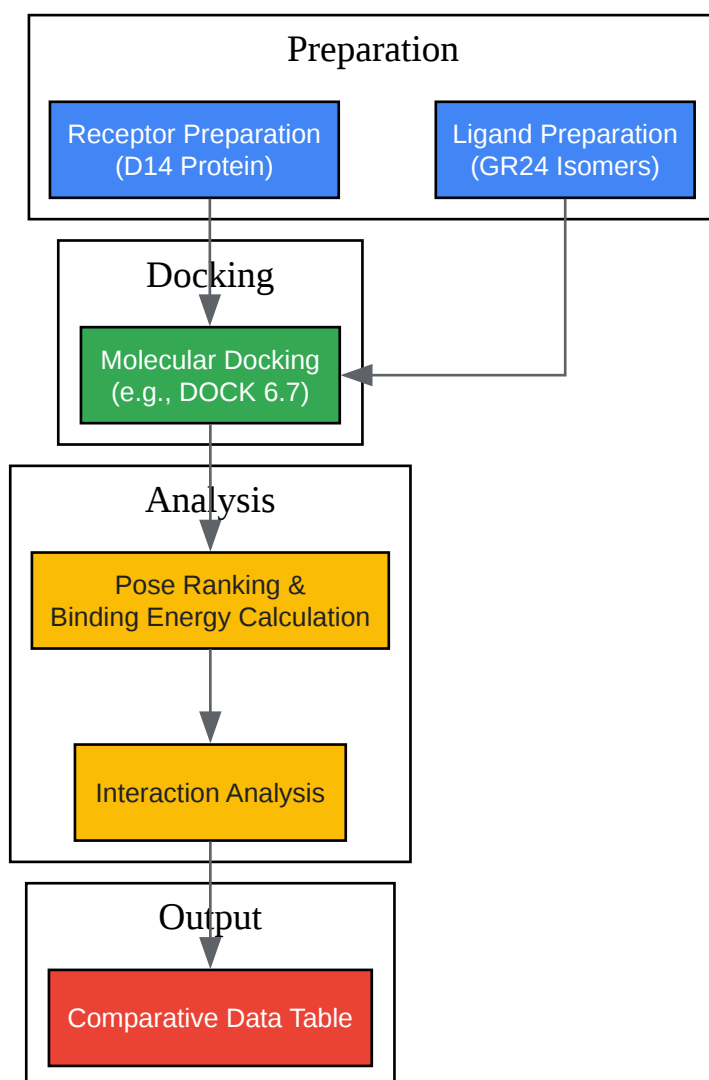 Preparation
Receptor Preparation
(D14 Protein)
Ligand Preparation
(GR24 Isomers)
Docking
Molecular Docking
(e.g., DOCK 6.7)
Analysis
Pose Ranking &
Binding Energy Calculation
Interaction Analysis
Output
Comparative Data Table